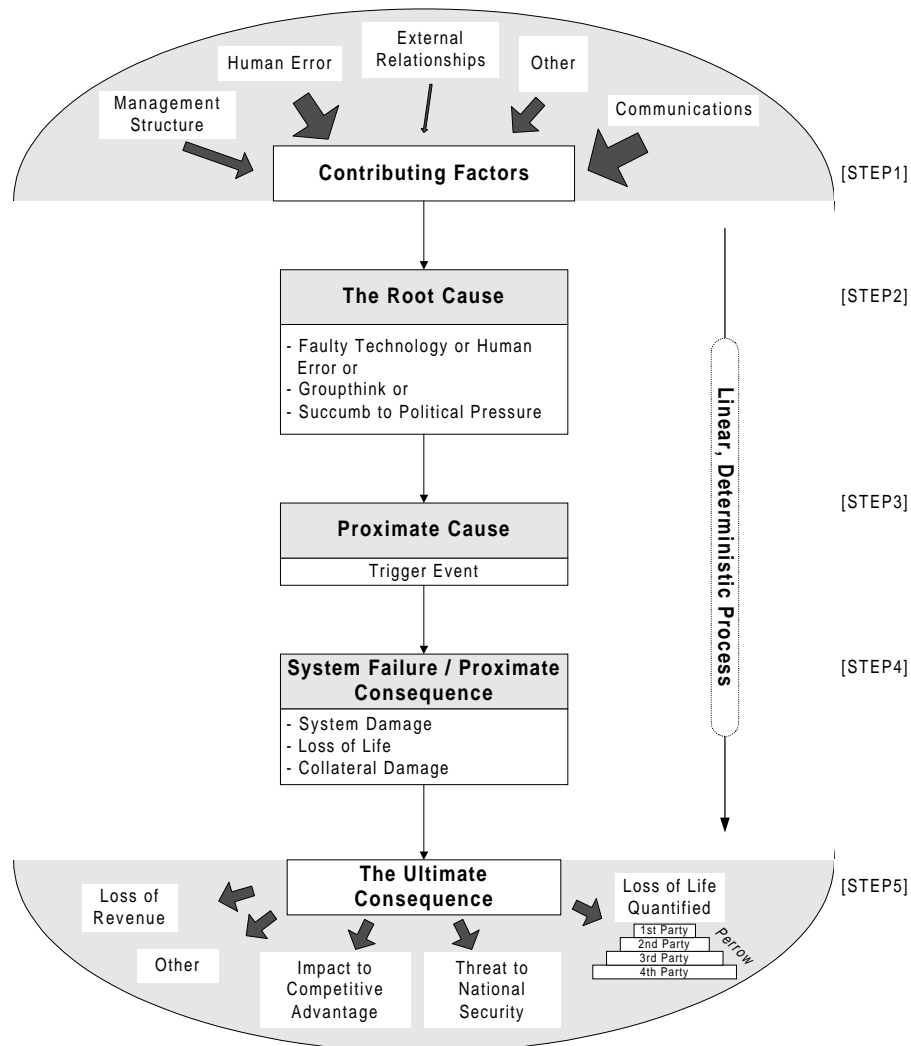 External
Relationships
Human Error
Other
Management
Structure
Communications
Contributing Factors
[STEP1]
The Root Cause
[STEP2]
- Faulty Technology or Human
Error or
- Groupthink or
- Succumb to Political Pressure
Linear, Deterministic Process
Proximate Cause
[STEP3]
Trigger Event
System Failure / Proximate
Consequence
[STEP4]
- System Damage
- Loss of Life
- Collateral Damage
The Ultimate
Consequence
[STEP5]
Loss of
Revenue
Other
Impact to
Competitive
Advantage
Threat to
National
Security
Loss of Life
Quantified
1st Party
2nd Party
3rd Party
4th Party
Perrow